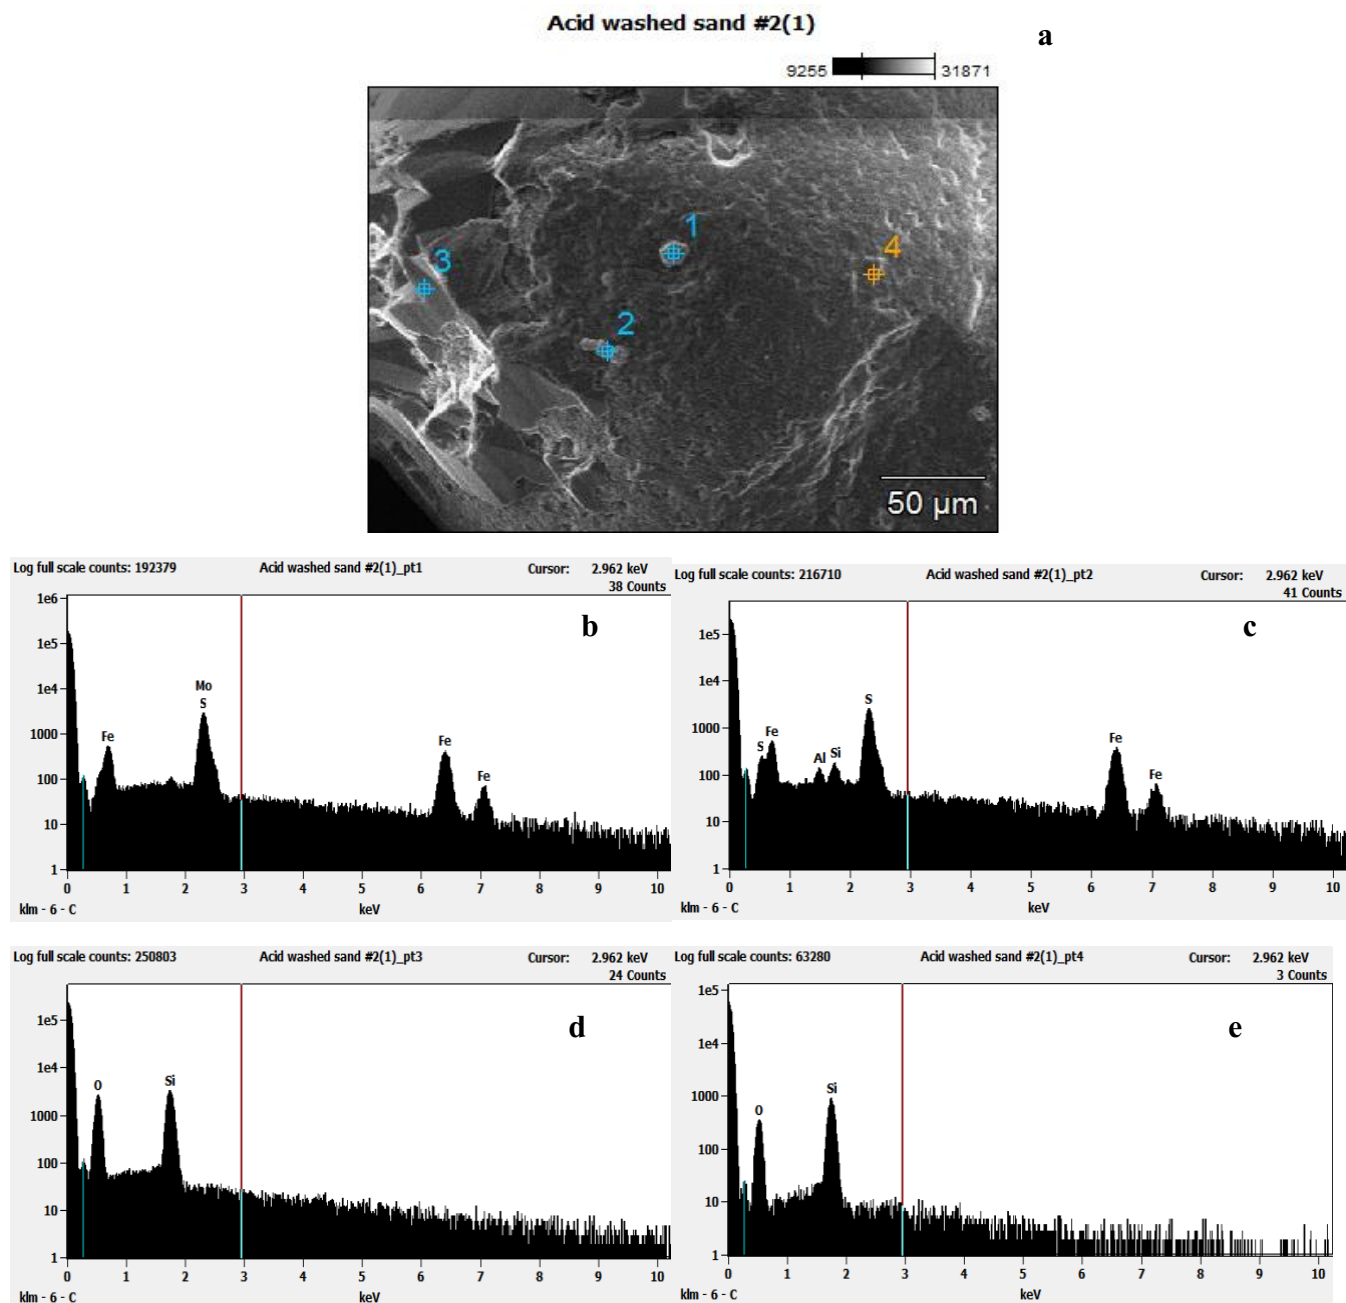 Acid washed sand #2(1)
a
9255 31871
1
4
3
2
50 µm
Log full scale counts: 192379 Acid washed sand #2(1)_pt1 Cursor: 2.962 keV
38 Counts
b
1e6
1e5
1e4
1000
100
10
1
Mo
S
Fe
Fe
Fe
0 1 2 3 4 5 6 7 8 9 10
klm - 6 - C keV
Log full scale counts: 216710 Acid washed sand #2(1)_pt2 Cursor: 2.962 keV
41 Counts
c
1e5
1e4
1000
100
10
1
S
Fe
S
Al
Si
Fe
Fe
0 1 2 3 4 5 6 7 8 9 10
klm - 6 - C keV
Log full scale counts: 250803 Acid washed sand #2(1)_pt3 Cursor: 2.962 keV
24 Counts
d
1e5
1e4
1000
100
10
1
O
Si
0 1 2 3 4 5 6 7 8 9 10
klm - 6 - C keV
Log full scale counts: 63280 Acid washed sand #2(1)_pt4 Cursor: 2.962 keV
3 Counts
e
1e5
1e4
1000
100
10
1
O
Si
0 1 2 3 4 5 6 7 8 9 10
klm - 6 - C keV